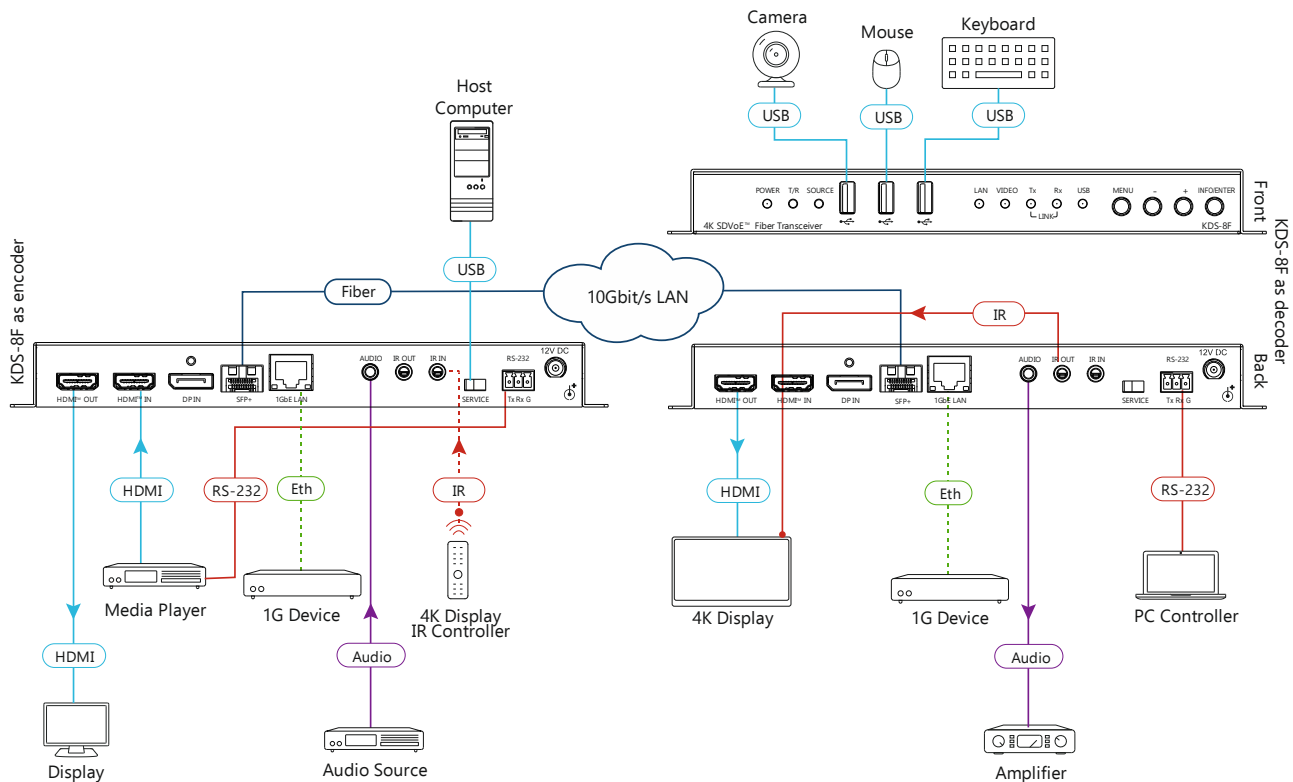 Camera
Mouse
Keyboard
USB
USB
USB
Host
Computer
USB
Fiber
10Gbit/s LAN
POWER T/R SOURCE
LAN VIDEO Tx Rx USB
LINK
MENU - + INFO/ENTER
4K SDVoE™ Fiber Transceiver
KDS-8F
Front
KDS-8F as decoder
Back
KDS-8F as encoder
AUDIO IR OUT IR IN
RS-232
12V DC
HDMI™ OUT
HDMI™ IN
DP IN
SFP+
1GbE LAN
SERVICE
Tx Rx G
IR
AUDIO IR OUT IR IN
RS-232
12V DC
HDMI™ OUT
HDMI™ IN
DP IN
SFP+
1GbE LAN
SERVICE
Tx Rx G
HDMI
RS-232
Eth
IR
HDMI
Eth
RS-232
Media Player
1G Device
4K Display
IR Controller
4K Display
1G Device
PC Controller
HDMI
Audio
Audio
Display
Audio Source
Amplifier